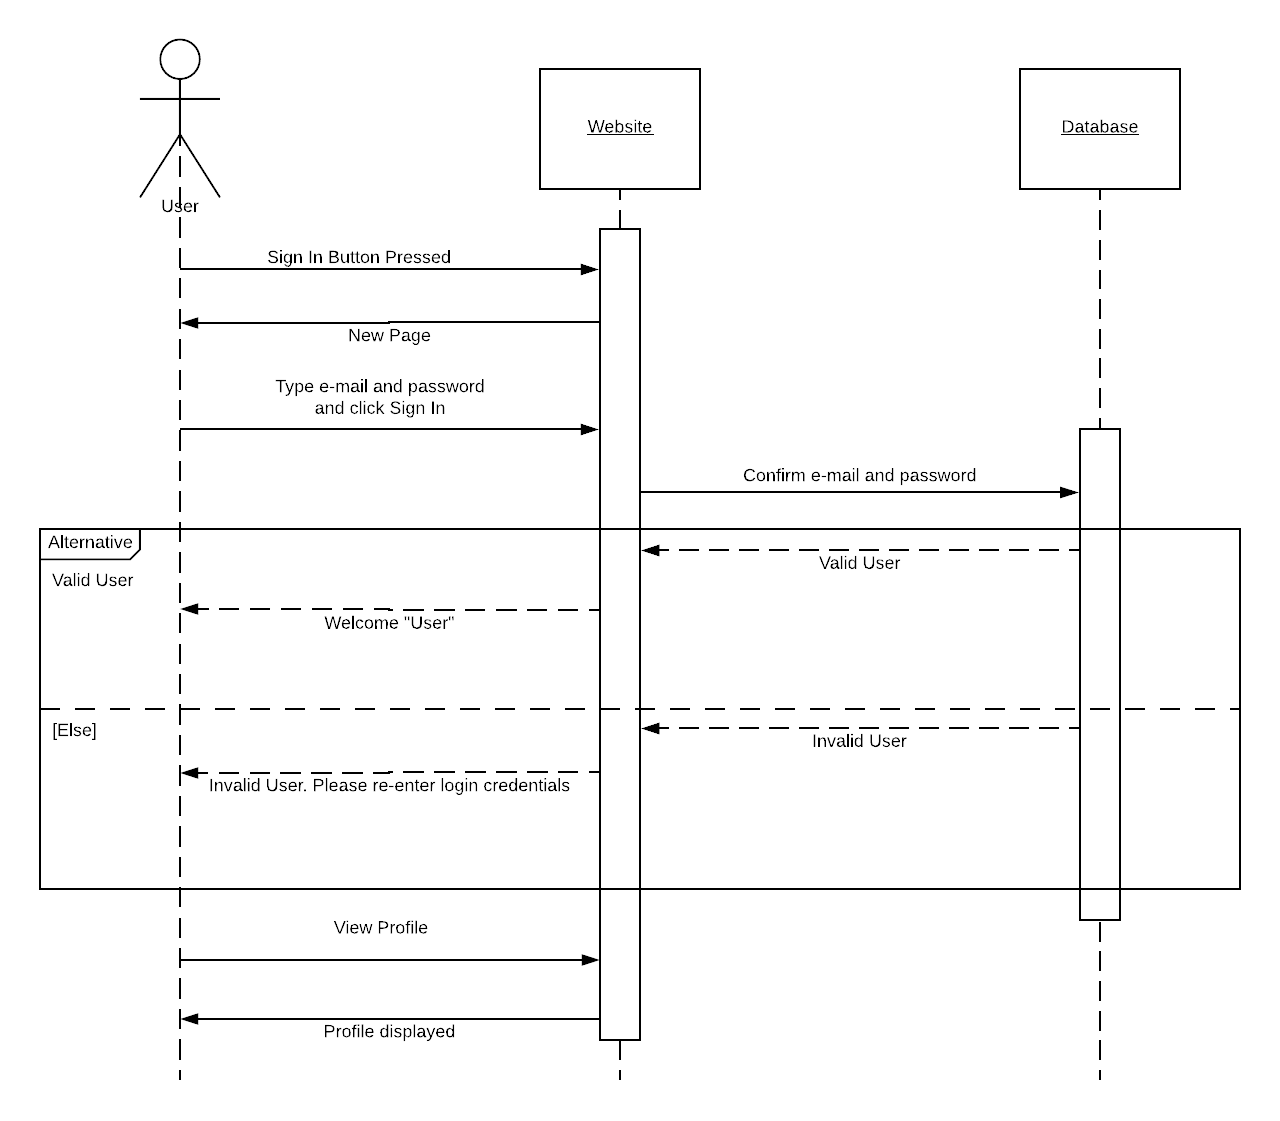 User
Website
Database
Sign In Button Pressed
New Page
Type e-mail and password
and click Sign In
Confirm e-mail and password
Alternative
Valid User
Valid User
Welcome "User"
[Else]
Invalid User
Invalid User. Please re-enter login credentials
View Profile
Profile displayed